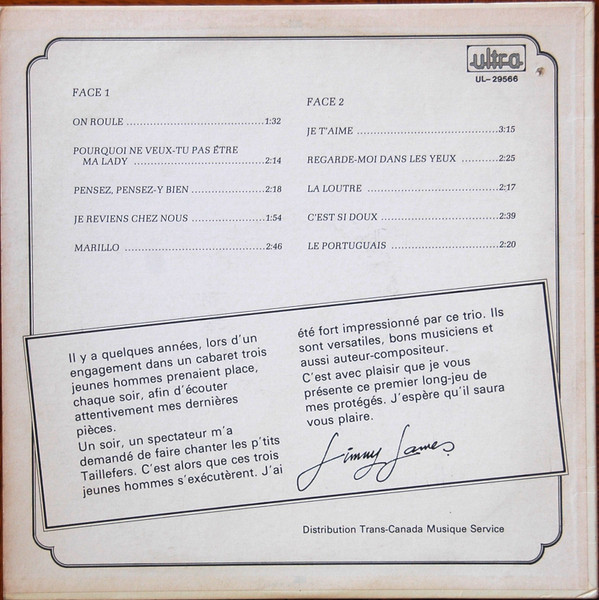 ultra
UL-29566
FACE 1
ON ROULE ........................................1:32
POURQUOI NE VEUX-TU PAS ÊTRE
MA LADY .....................................2:14
PENSEZ, PENSEZ-Y BIEN .....................2:18
JE REVIENS CHEZ NOUS .....................1:54
MARILLO ........................................2:46
FACE 2
JE T'AIME ........................................3:15
REGARDE-MOI DANS LES YEUX ..........2:25
LA LOUTRE .....................................2:17
C'EST SI DOUX ..................................2:39
LE PORTUGUAIS ...............................2:20
Il y a quelques années, lors d'un
engagement dans un cabaret trois
jeunes hommes prenaient place,
chaque soir, afin d'écouter
attentivement mes dernières
pièces.
Un soir, un spectateur m'a
demandé de faire chanter les p'tits
Taillefers. C'est alors que ces trois
jeunes hommes s'exécutèrent. J'ai
été fort impressionné par ce trio. Ils
sont versatiles, bons musiciens et
aussi auteur-compositeur.
C'est avec plaisir que je vous
présente ce premier long-jeu de
mes protégés. J'espère qu'il saura
vous plaire.
Jimmy James
Distribution Trans-Canada Musique Service